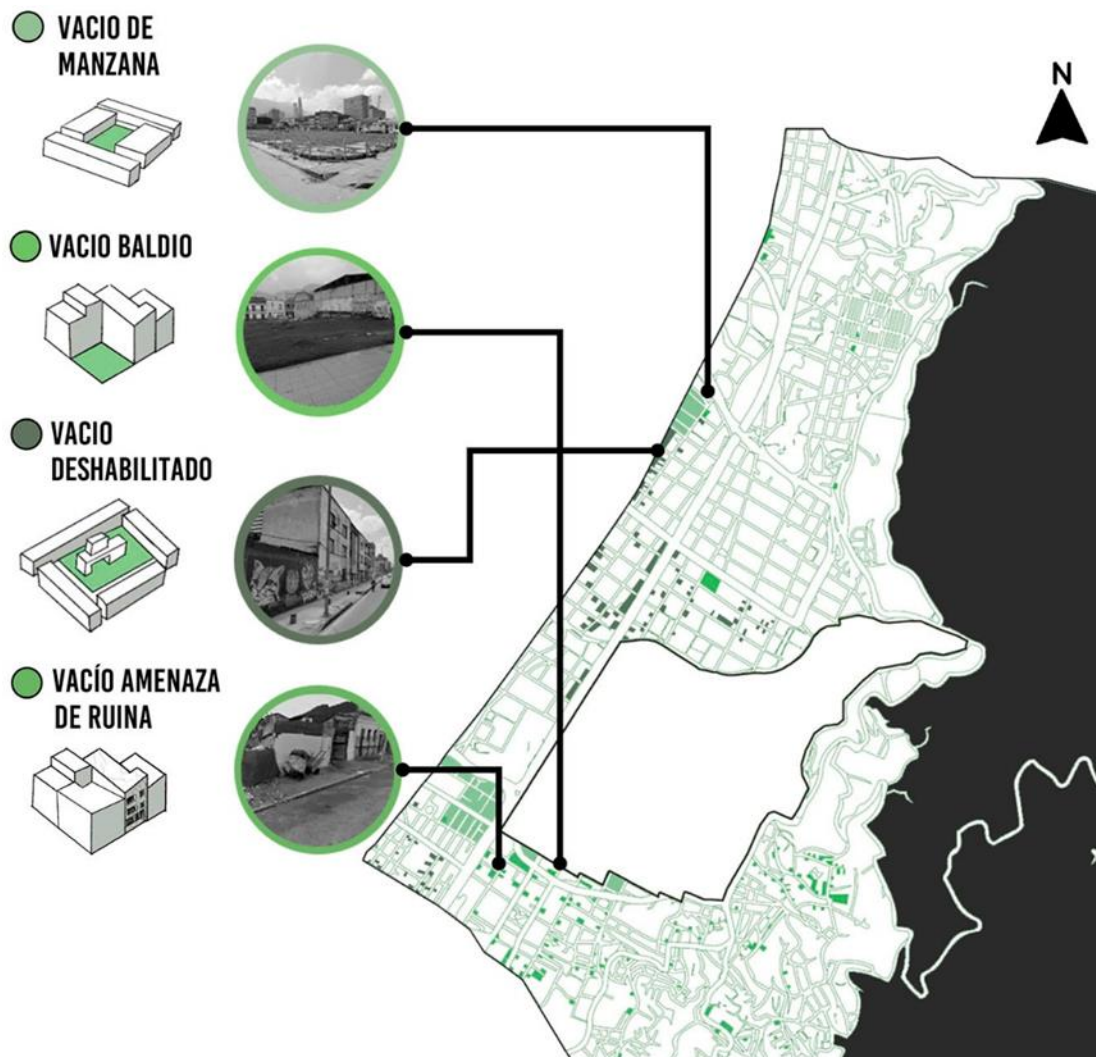 VACIO DE
MANZANA
N
VACIO BALDIO
VACIO
DESHABILITADO
VACÍO AMENAZA
DE RUINA